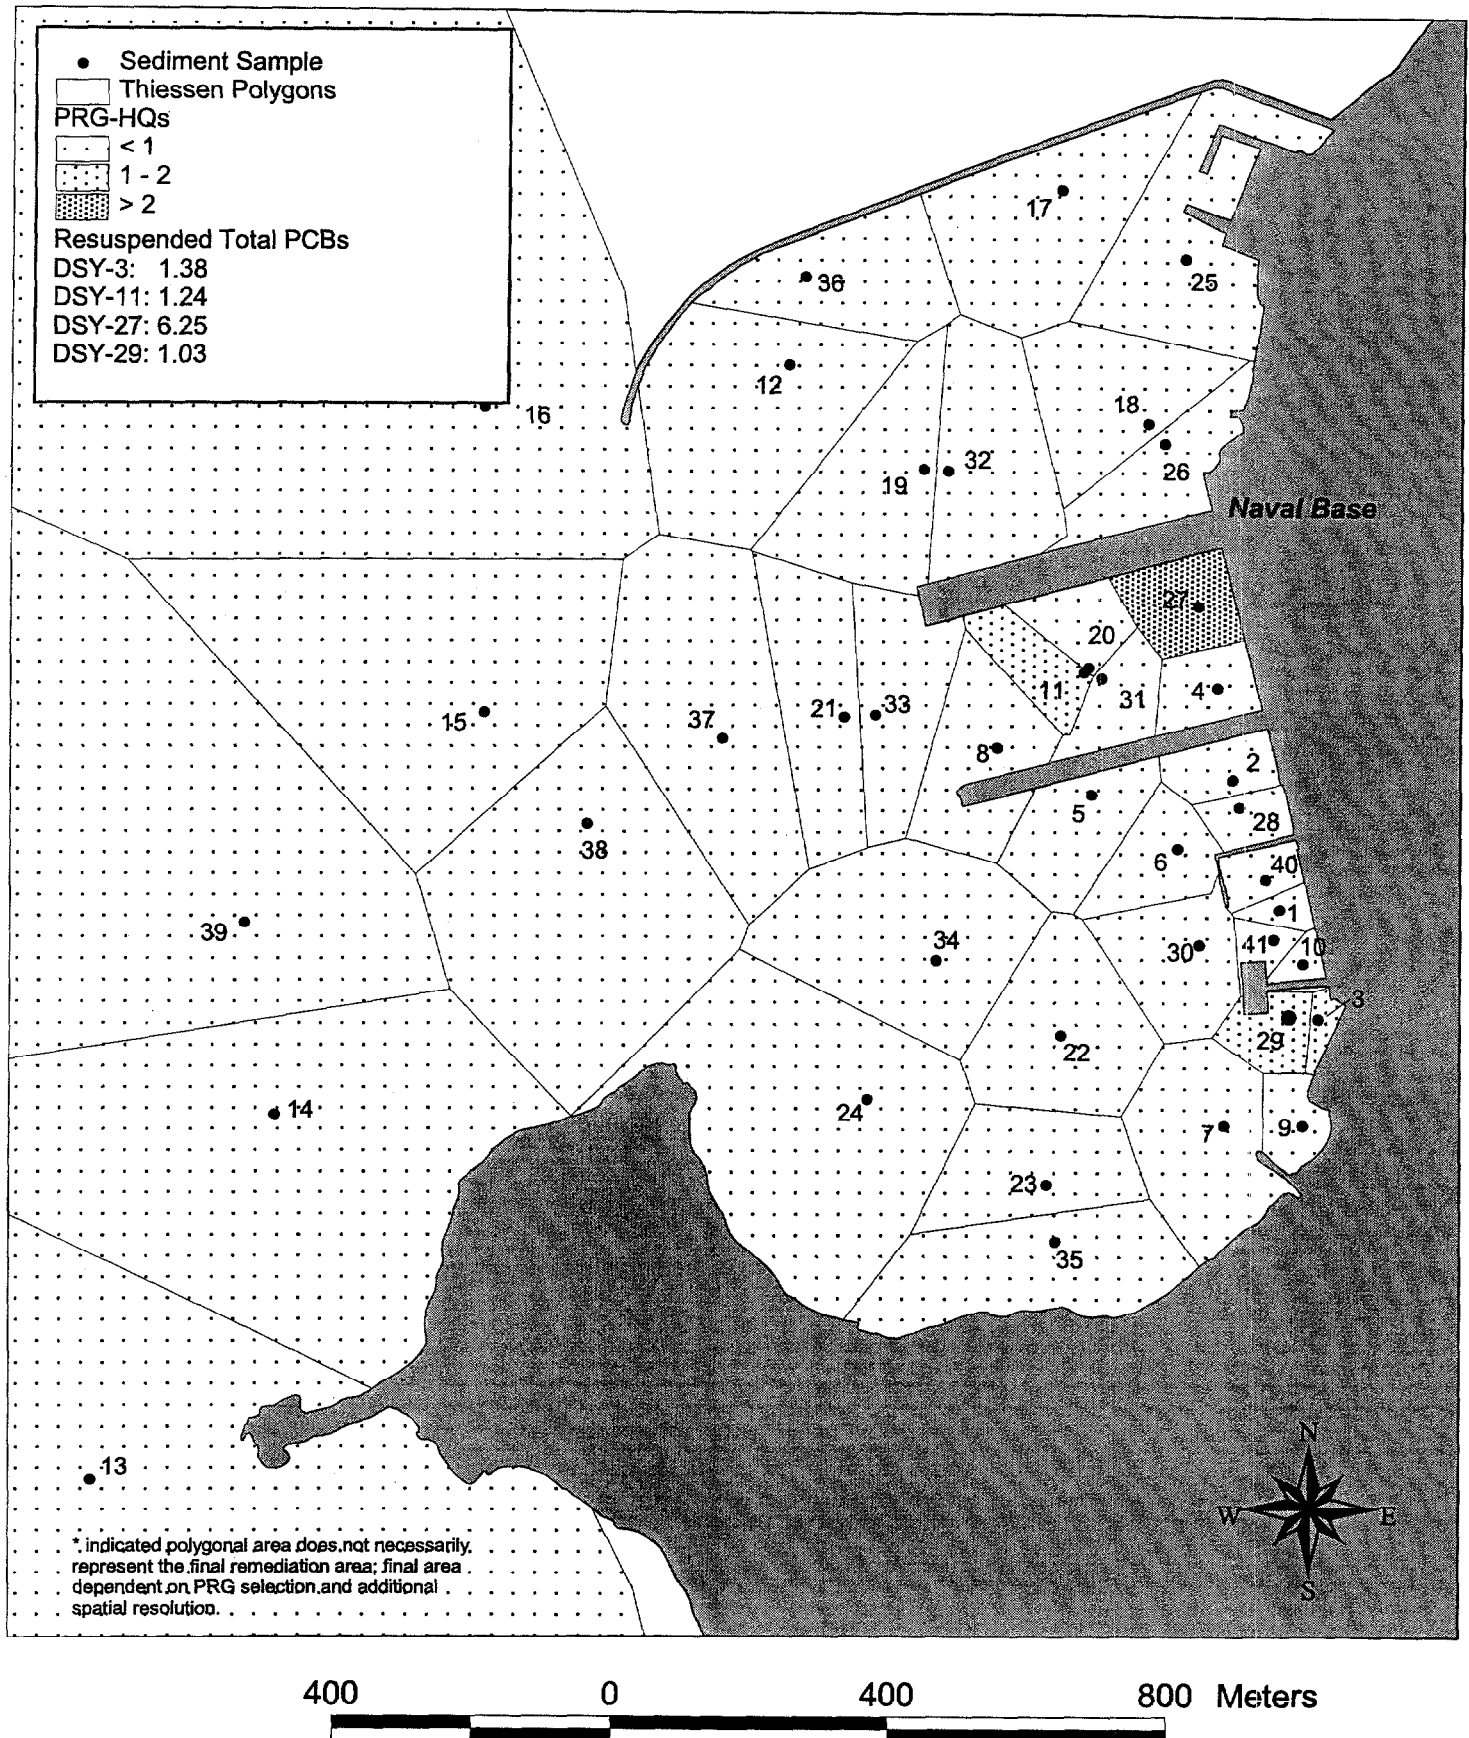 Sediment Sample
Thiessen Polygons
PRG-HQs
< 1
1 - 2
> 2
Resuspended Total PCBs
DSY-3: 1.38
DSY-11: 1.24
DSY-27: 6.25
DSY-29: 1.03
17
36
25
12
16
18
32
19
26
Naval Base
27
20
11
31
4
15
37
21
33
8
2
5
28
38
6
40
1
39
34
30
41
10
3
29
22
24
14
7
9
23
35
13
N
W
E
S
* indicated polygonal area does not necessarily
represent the final remediation area; final area
dependent on PRG selection and additional
spatial resolution.
400 0 400 800 Meters